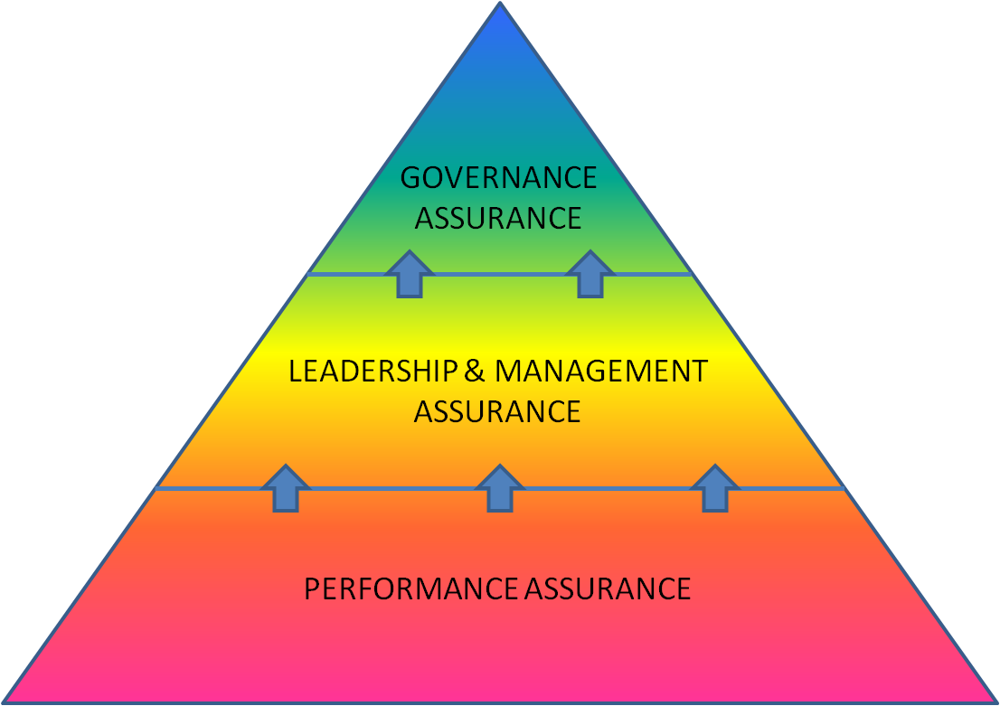 GOVERNANCE
ASSURANCE
LEADERSHIP & MANAGEMENT
ASSURANCE
PERFORMANCE ASSURANCE